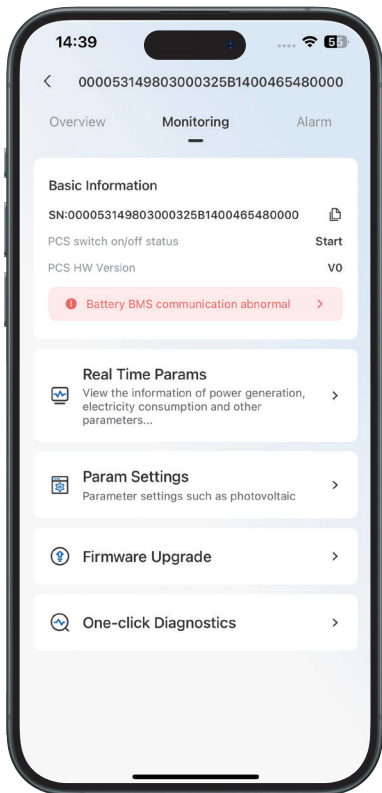 14:39
55
000053149803000325B1400465480000
Overview
Monitoring
Alarm
Basic Information
SN:000053149803000325B1400465480000
PCS switch on/off status
Start
PCS HW Version
V0
Battery BMS communication abnormal
Real Time Params
View the information of power generation,
electricity consumption and other
parameters...
Param Settings
Parameter settings such as photovoltaic
Firmware Upgrade
One-click Diagnostics